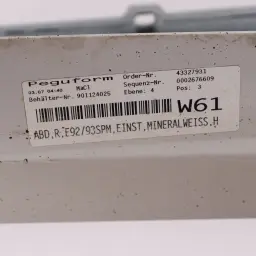 Peguform Order-Nr. 43327931
03.07 04:40 MaCl Sequenz-Nr. 0002676609
Behälter-Nr. 901124025 Ebene: 4 Pos: 3
W61
ABD,R,E92/93SPM,EINST,MINERALWEISS,H